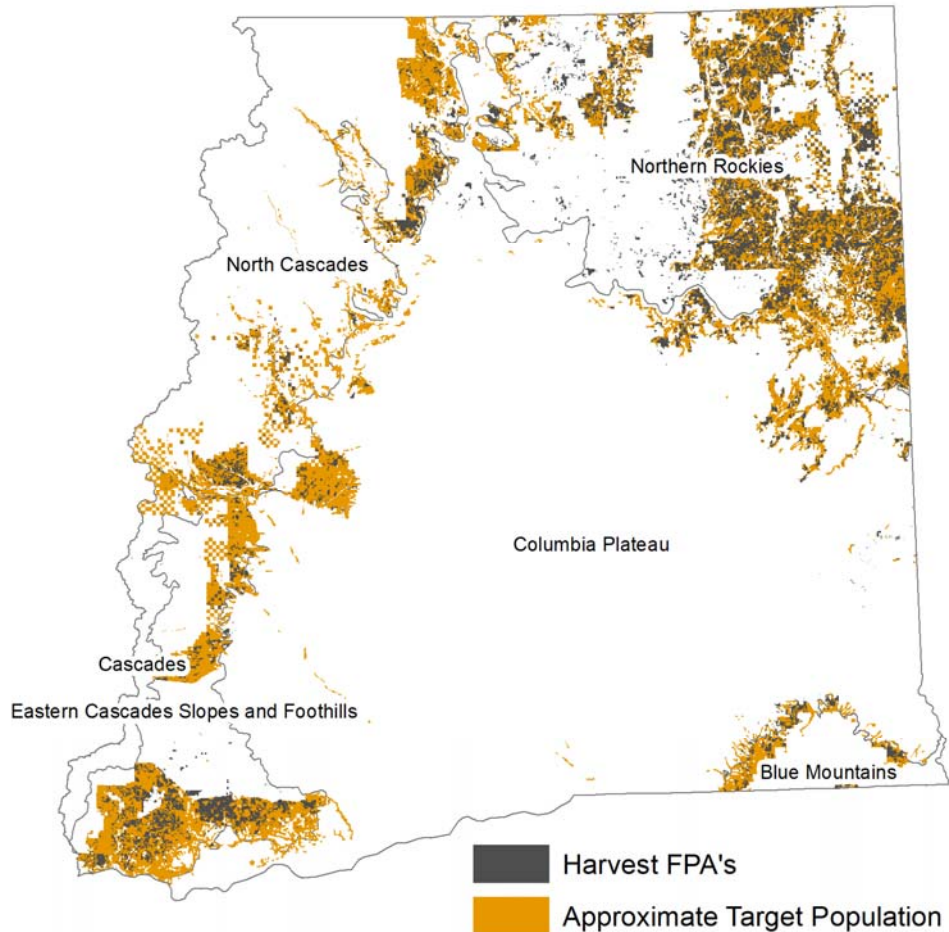 Northern Rockies
North Cascades
Columbia Plateau
Cascades
Eastern Cascades Slopes and Foothills
Blue Mountains
Harvest FPA's
Approximate Target Population